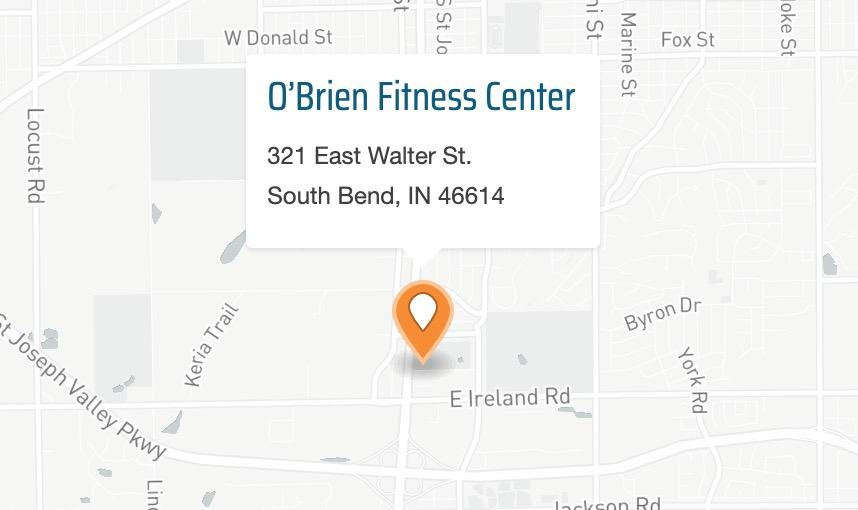 W Donald St
Fox St
Marine St
Locust Rd
O'Brien Fitness Center
321 East Walter St.
South Bend, IN 46614
Keria Trail
Byron Dr
York Rd
St Joseph Valley Pkwy
E Ireland Rd
Jackson Rd